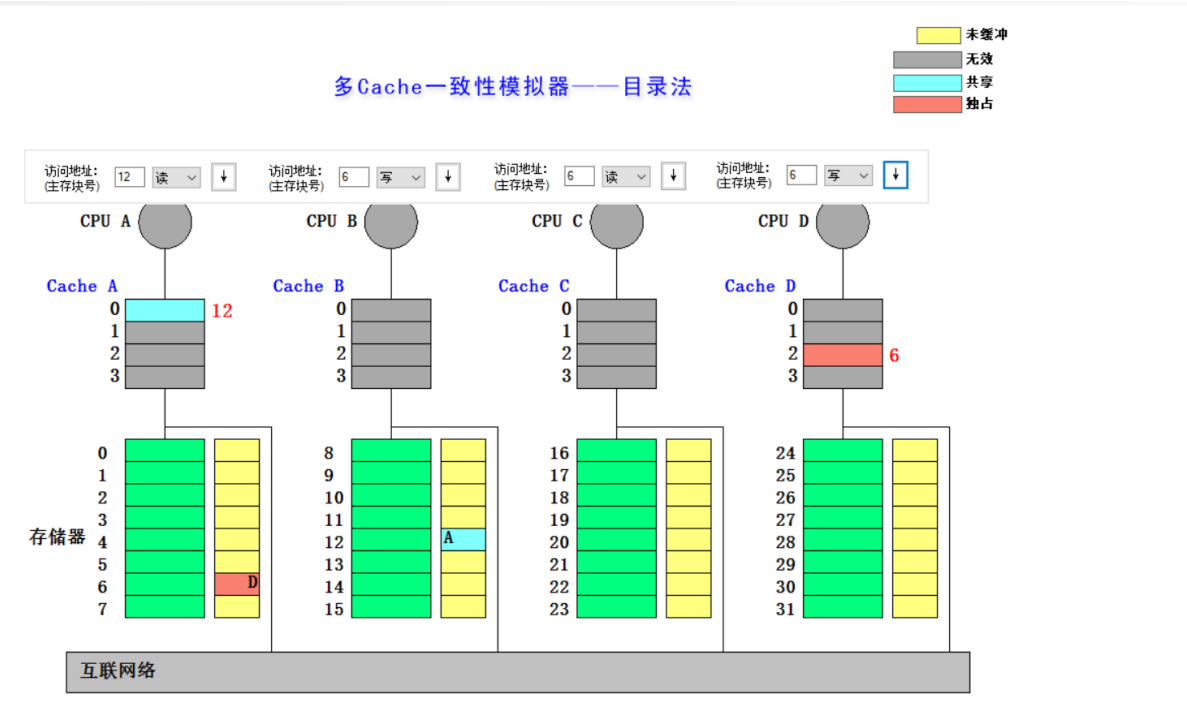 未缓冲
无效
共享
独占
多Cache一致性模拟器——目录法
访问地址: 12 读 ↓ 访问地址: 6 写 ↓ 访问地址: 6 读 ↓ 访问地址: 6 写 ↓
(主存块号) (主存块号) (主存块号) (主存块号)
CPU A CPU B CPU C CPU D
Cache A Cache B Cache C Cache D
0 12 0 0 0
1 1 1 1
2 2 2 2 6
3 3 3 3
0 8 16 24
1 9 17 25
2 10 18 26
3 11 19 27
存储器 4 12 A 20 28
5 13 21 29
6 D 14 22 30
7 15 23 31
互联网络